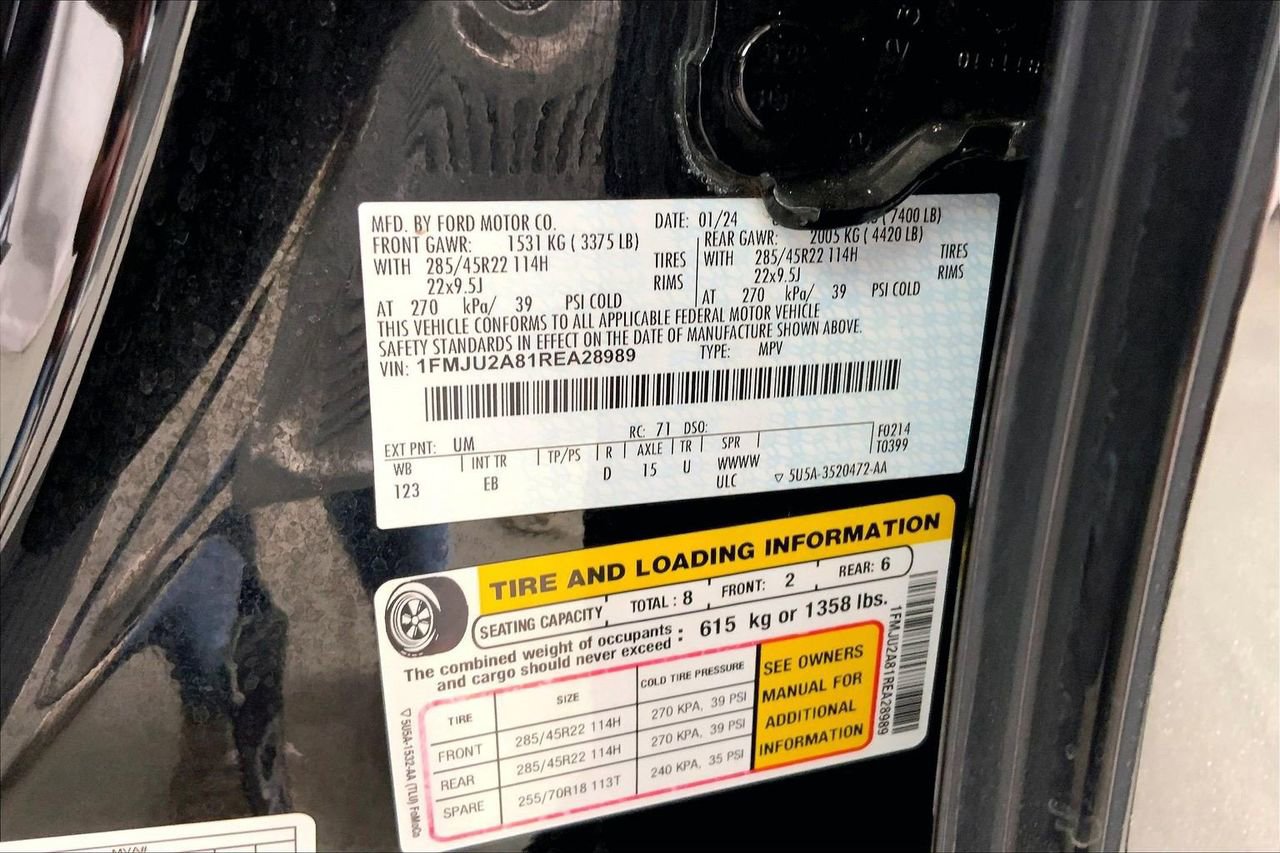 MFD. BY FORD MOTOR CO. DATE: 01/24 (7400 LB)
FRONT GAWR: 1531 KG ( 3375 LB) REAR GAWR: 2005 KG ( 4420 LB)
WITH 285/45R22 114H TIRES WITH 285/45R22 114H TIRES
22x9.5J RIMS 22x9.5J RIMS
AT 270 kPa/ 39 PSI COLD AT 270 kPa/ 39 PSI COLD
THIS VEHICLE CONFORMS TO ALL APPLICABLE FEDERAL MOTOR VEHICLE
SAFETY STANDARDS IN EFFECT ON THE DATE OF MANUFACTURE SHOWN ABOVE.
VIN: 1FMJU2A81REA28989 TYPE: MPV
RC: 71 DSO:
EXT PNT: UM F0214
WB INT TR TP/PS R AXLE TR SPR T0399
123 EB D 15 U WWWW
ULC ▽ 5U5A-3520472-AA
TIRE AND LOADING INFORMATION
SEATING CAPACITY TOTAL : 8 FRONT: 2 REAR: 6
The combined weight of occupants and cargo should never exceed : 615 kg or 1358 lbs.
TIRE SIZE COLD TIRE PRESSURE
FRONT 285/45R22 114H 270 KPA, 39 PSI
REAR 285/45R22 114H 270 KPA, 39 PSI
SPARE 255/70R18 113T 240 KPA, 35 PSI
SEE OWNERS
MANUAL FOR
ADDITIONAL
INFORMATION
1FMJU2A81REA28989
▽ 5U5A-1532-AA (TLU) FoMoCo